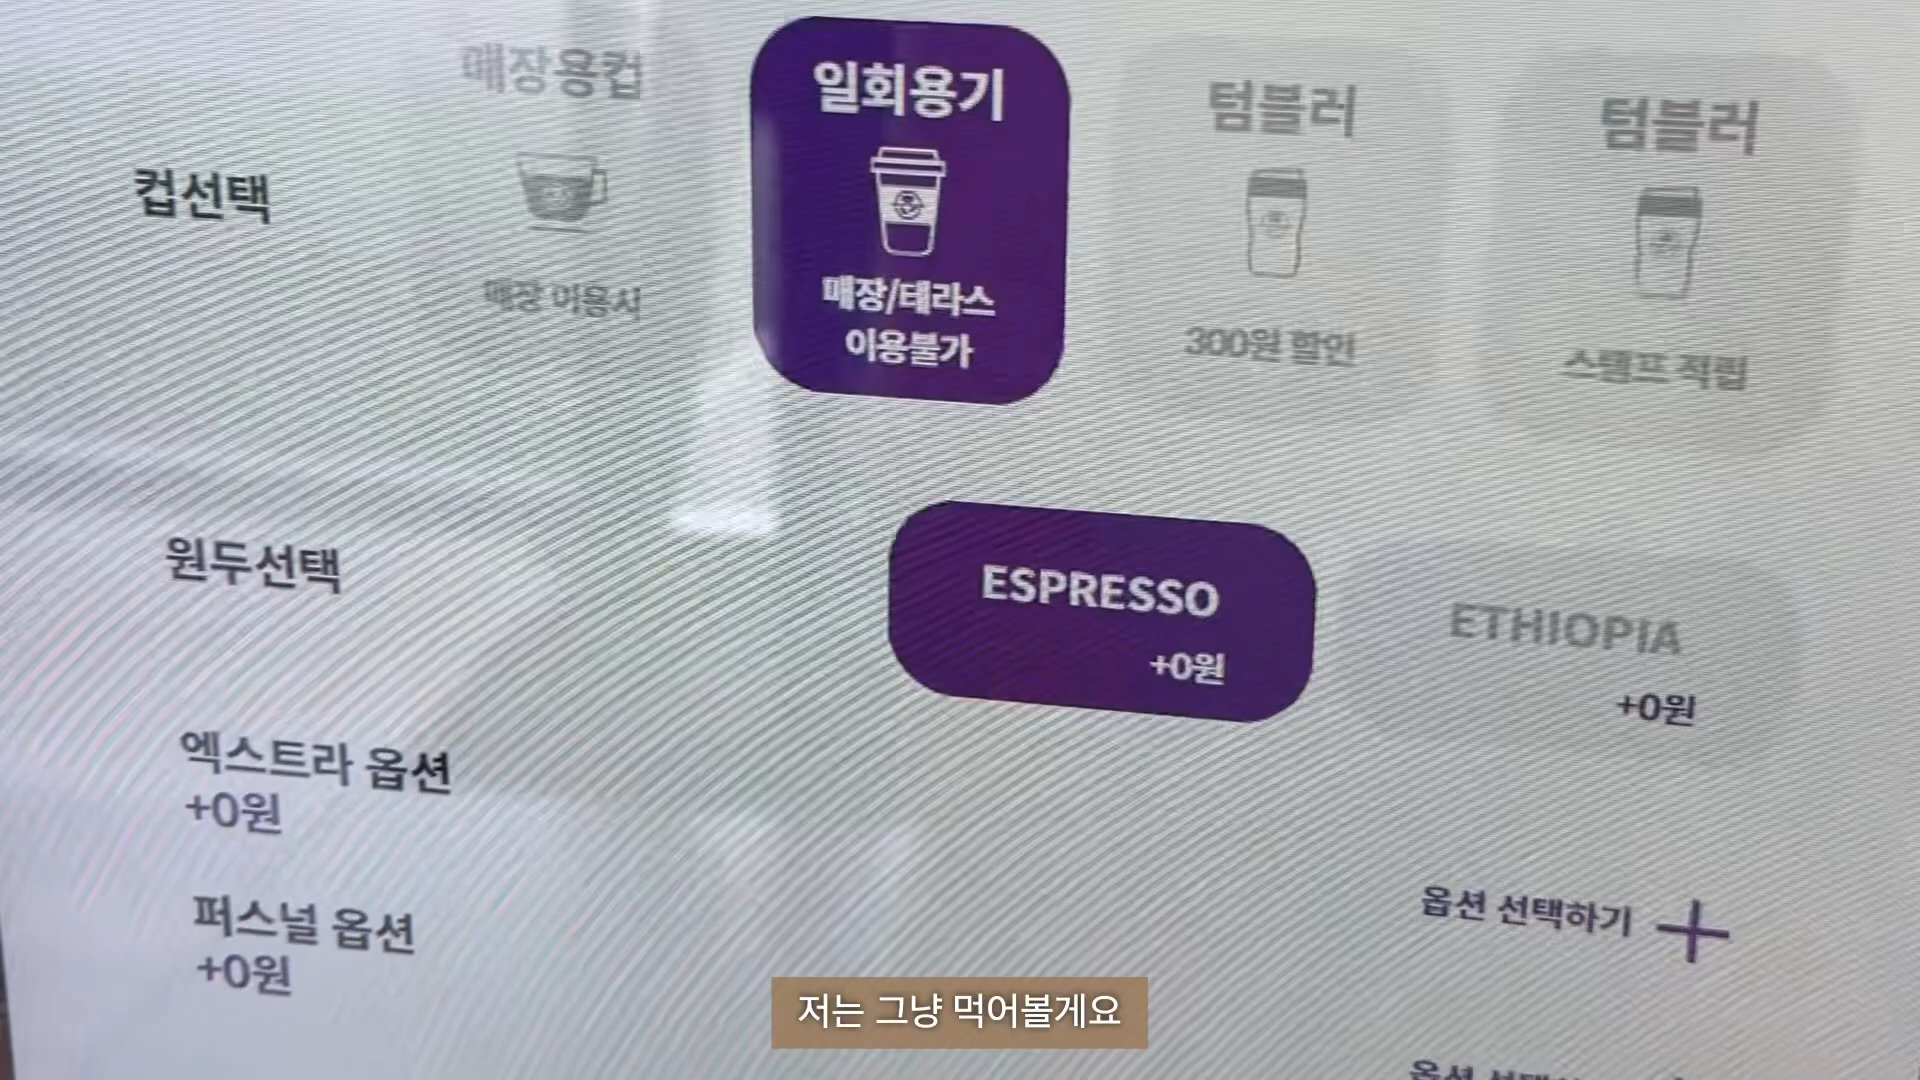 컵선택
매장용컵
매장 이용시
일회용기
매장/테라스
이용불가
텀블러
300원 할인
텀블러
스탬프 적립
원두선택
ESPRESSO
+0원
ETHIOPIA
+0원
엑스트라 옵션
+0원
옵션 선택하기
퍼스널 옵션
+0원
저는 그냥 먹어볼게요